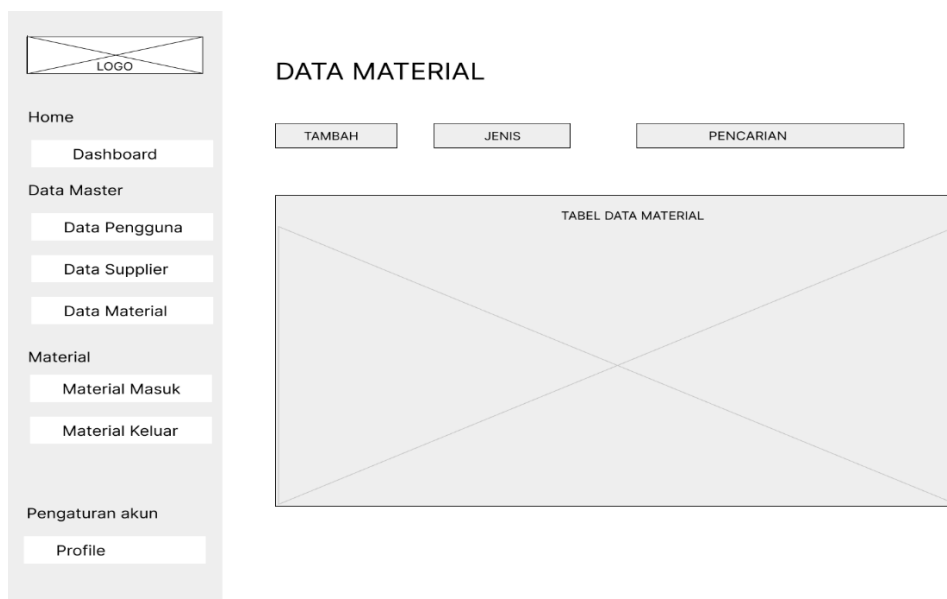 LOGO
Home
Dashboard
Data Master
Data Pengguna
Data Supplier
Data Material
Material
Material Masuk
Material Keluar
Pengaturan akun
Profile
DATA MATERIAL
TAMBAH
JENIS
PENCARIAN
TABEL DATA MATERIAL